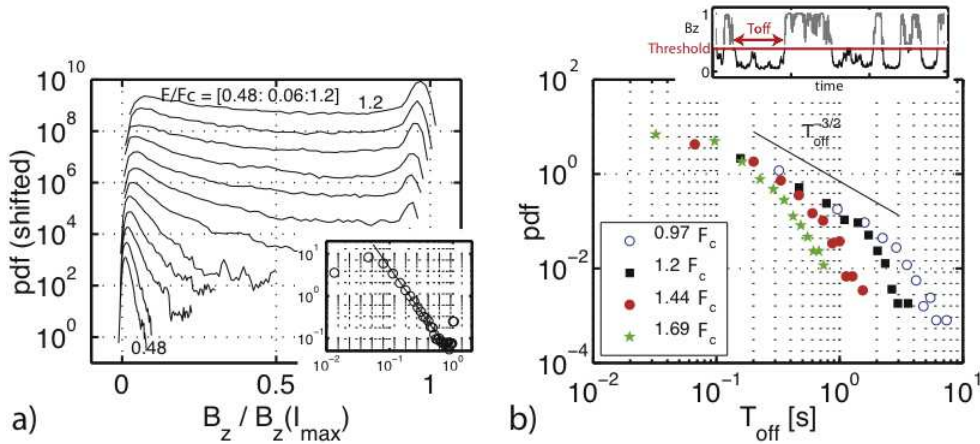 10^10
10^8
10^6
10^4
10^2
10^0
pdf (shifted)
F/Fc = [0.48: 0.06:1.2]
1.2
0.48
10^1
10^0
10^-1
10^-2 10^-1 10^0
0 0.5 1
B_z / B_z(I_max)
a)
1
Bz
Toff
Threshold
0
time
10^2
10^0
10^-2
10^-4
pdf
T_off^-3/2
0.97 F_c
1.2 F_c
1.44 F_c
1.69 F_c
10^-2 10^-1 10^0 10^1
T_off [s]
b)